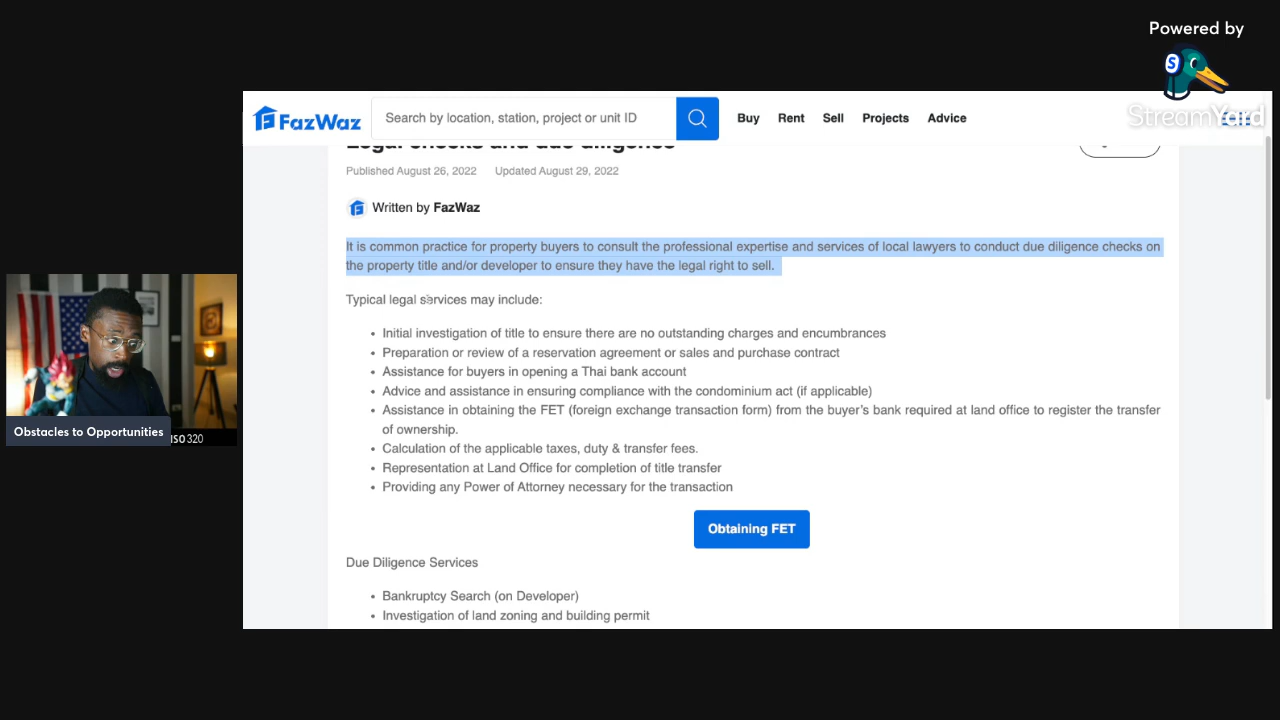 Powered by
S
StreamYard
FazWaz
Search by location, station, project or unit ID
Buy Rent Sell Projects Advice
Legal checks and due diligence
Published August 26, 2022 Updated August 29, 2022
Written by FazWaz
It is common practice for property buyers to consult the professional expertise and services of local lawyers to conduct due diligence checks on
the property title and/or developer to ensure they have the legal right to sell.
Typical legal services may include:
• Initial investigation of title to ensure there are no outstanding charges and encumbrances
• Preparation or review of a reservation agreement or sales and purchase contract
• Assistance for buyers in opening a Thai bank account
• Advice and assistance in ensuring compliance with the condominium act (if applicable)
• Assistance in obtaining the FET (foreign exchange transaction form) from the buyer's bank required at land office to register the transfer
of ownership.
• Calculation of the applicable taxes, duty & transfer fees.
• Representation at Land Office for completion of title transfer
• Providing any Power of Attorney necessary for the transaction
Obtaining FET
Due Diligence Services
• Bankruptcy Search (on Developer)
• Investigation of land zoning and building permit
Obstacles to Opportunities
ISO 320